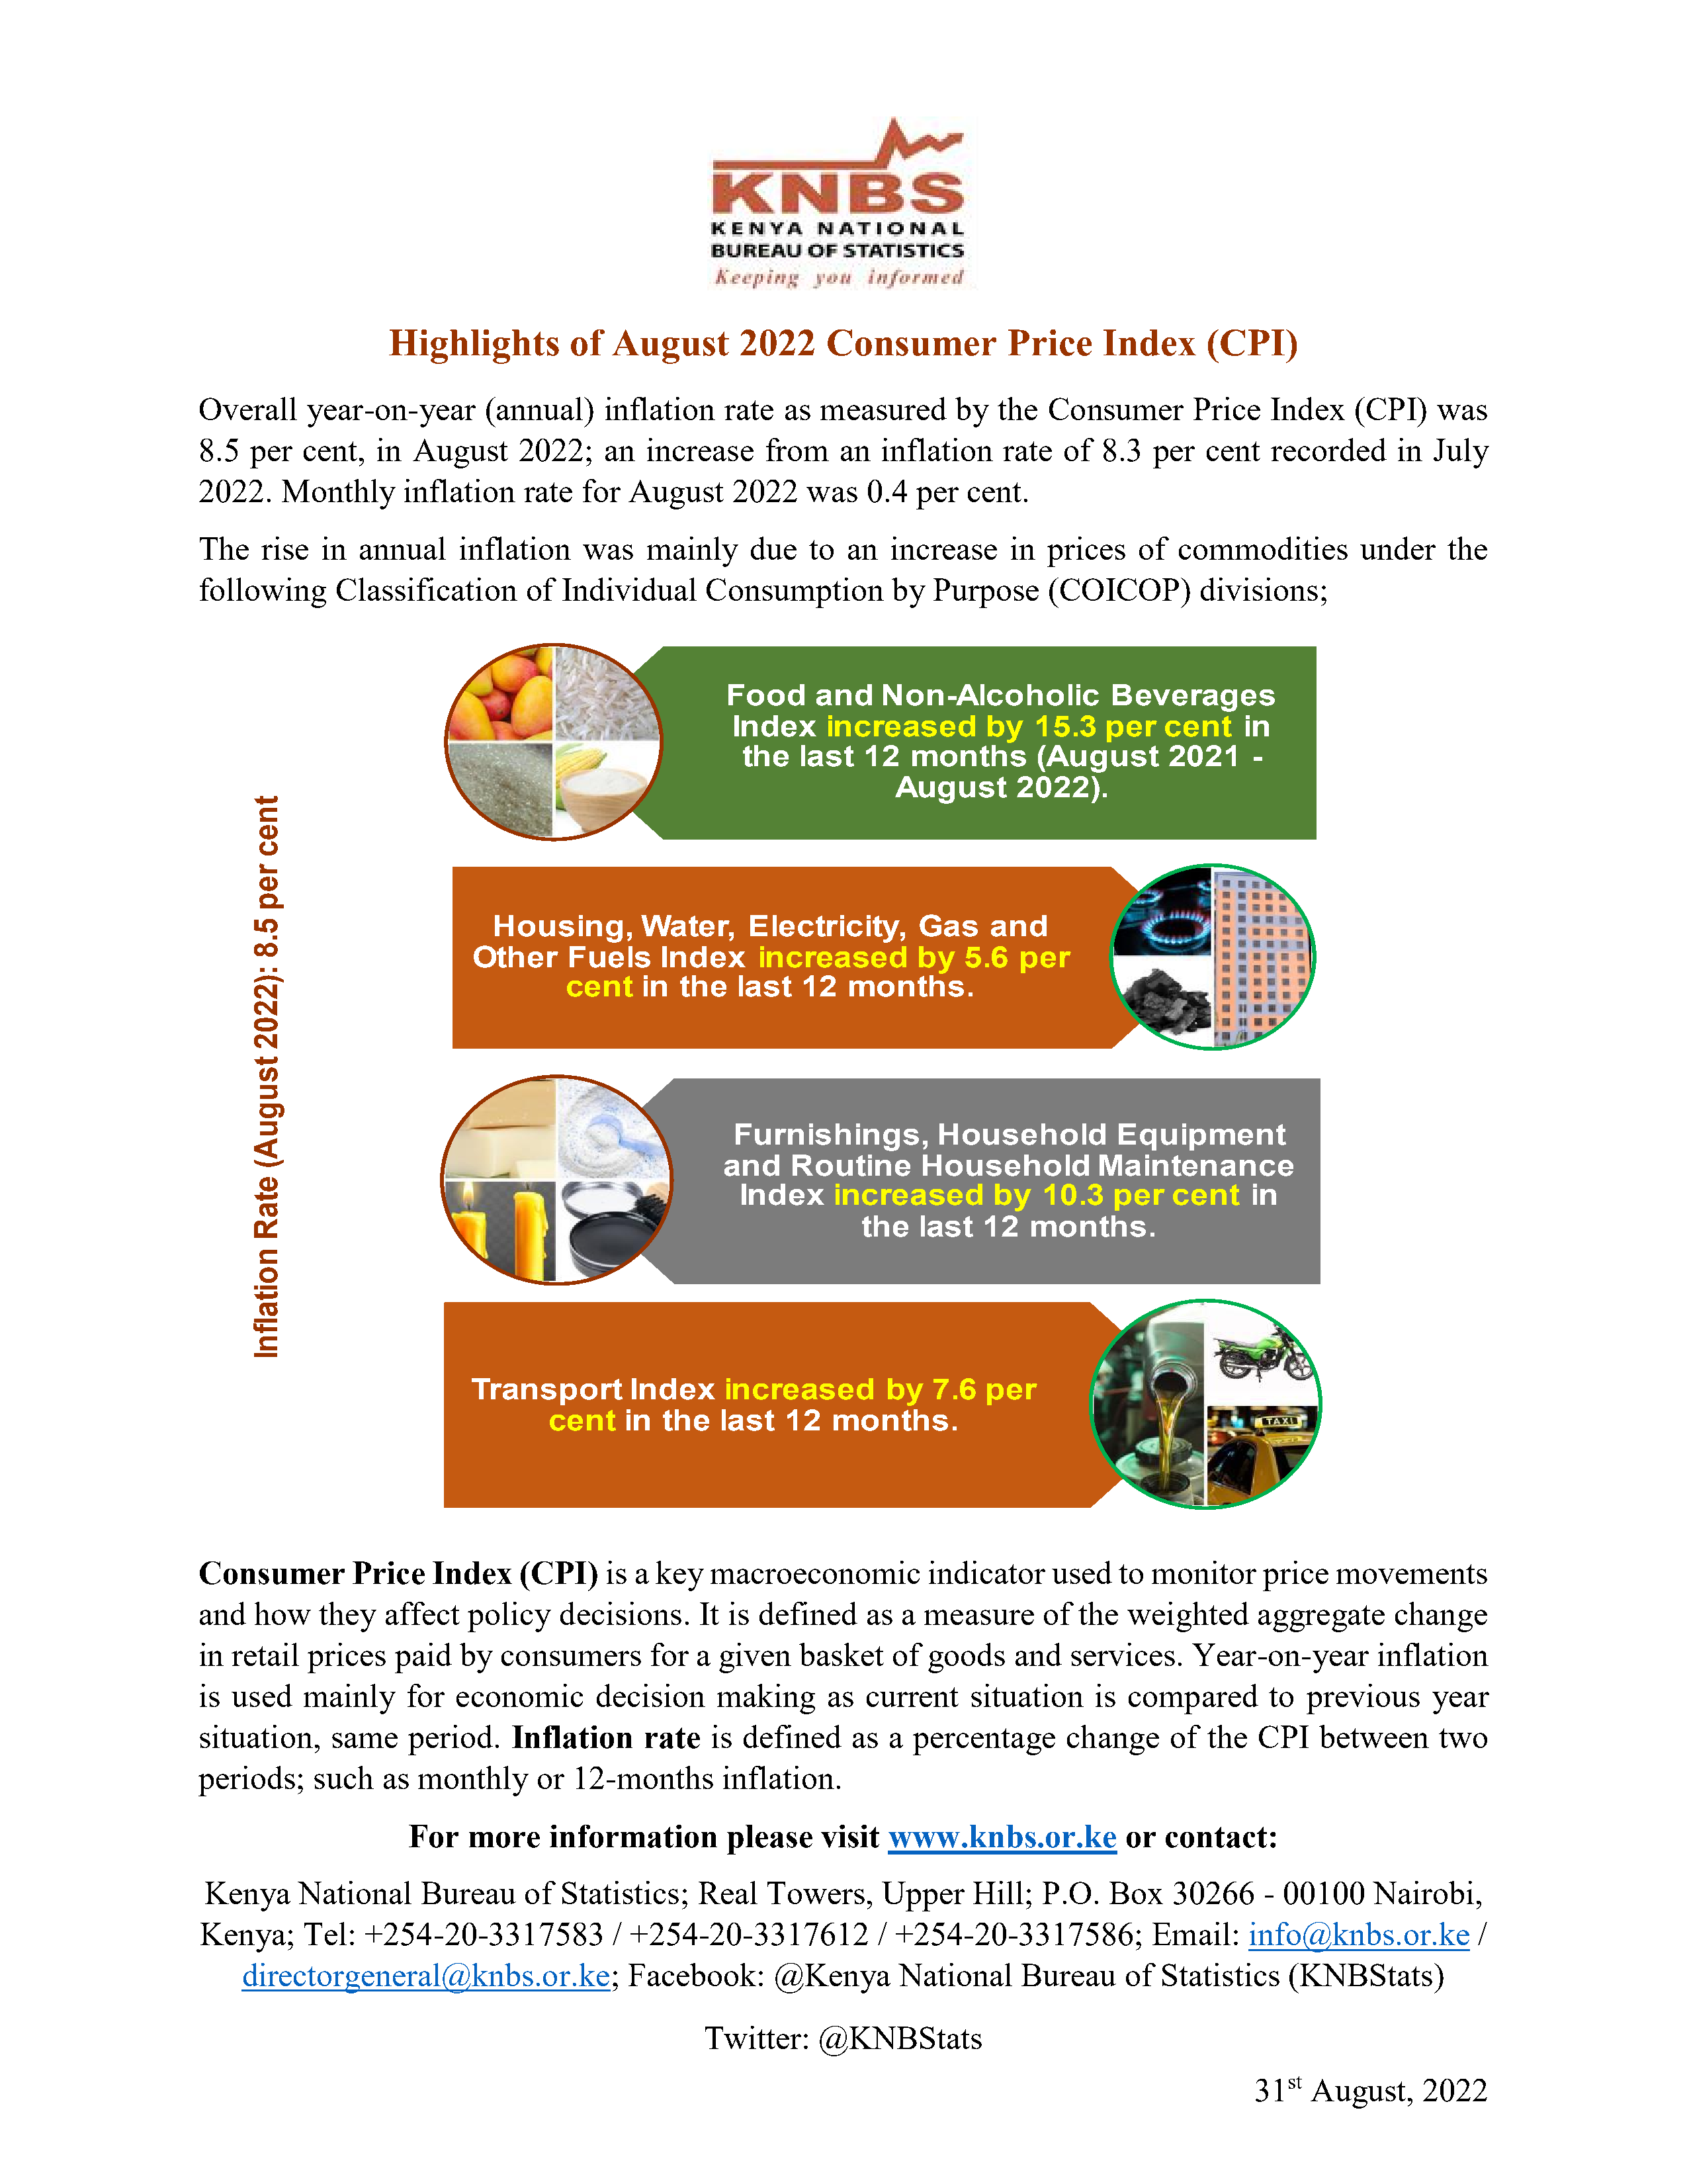 KNBS
KENYA NATIONAL
BUREAU OF STATISTICS
Keeping you informed
Highlights of August 2022 Consumer Price Index (CPI)
Overall year-on-year (annual) inflation rate as measured by the Consumer Price Index (CPI) was
8.5 per cent, in August 2022; an increase from an inflation rate of 8.3 per cent recorded in July
2022. Monthly inflation rate for August 2022 was 0.4 per cent.
The rise in annual inflation was mainly due to an increase in prices of commodities under the
following Classification of Individual Consumption by Purpose (COICOP) divisions;
Inflation Rate (August 2022): 8.5 per cent
Food and Non-Alcoholic Beverages
Index increased by 15.3 per cent in
the last 12 months (August 2021 -
August 2022).
Housing, Water, Electricity, Gas and
Other Fuels Index increased by 5.6 per
cent in the last 12 months.
Furnishings, Household Equipment
and Routine Household Maintenance
Index increased by 10.3 per cent in
the last 12 months.
Transport Index increased by 7.6 per
cent in the last 12 months.
TAXI
Consumer Price Index (CPI) is a key macroeconomic indicator used to monitor price movements
and how they affect policy decisions. It is defined as a measure of the weighted aggregate change
in retail prices paid by consumers for a given basket of goods and services. Year-on-year inflation
is used mainly for economic decision making as current situation is compared to previous year
situation, same period. Inflation rate is defined as a percentage change of the CPI between two
periods; such as monthly or 12-months inflation.
For more information please visit www.knbs.or.ke or contact:
Kenya National Bureau of Statistics; Real Towers, Upper Hill; P.O. Box 30266 - 00100 Nairobi,
Kenya; Tel: +254-20-3317583 / +254-20-3317612 / +254-20-3317586; Email: info@knbs.or.ke /
directorgeneral@knbs.or.ke; Facebook: @Kenya National Bureau of Statistics (KNBStats)
Twitter: @KNBStats
31st August, 2022